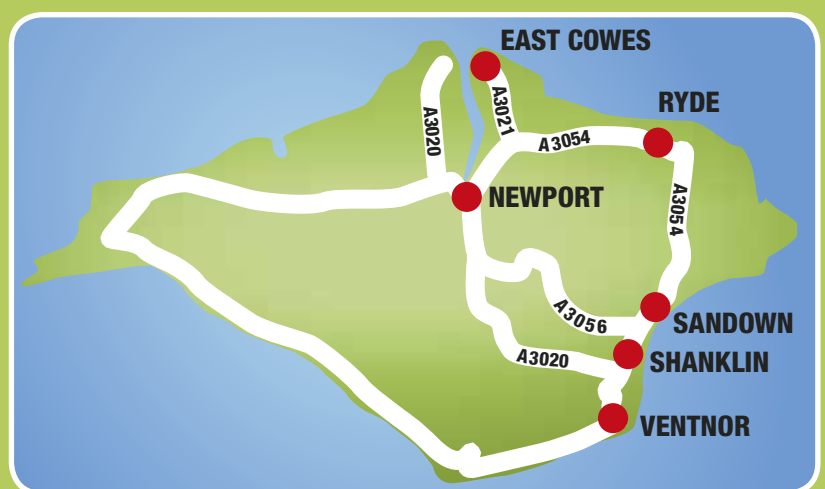 EAST COWES
RYDE
A3020
A3021
A3054
NEWPORT
A3054
A3056
SANDOWN
A3020
SHANKLIN
VENTNOR